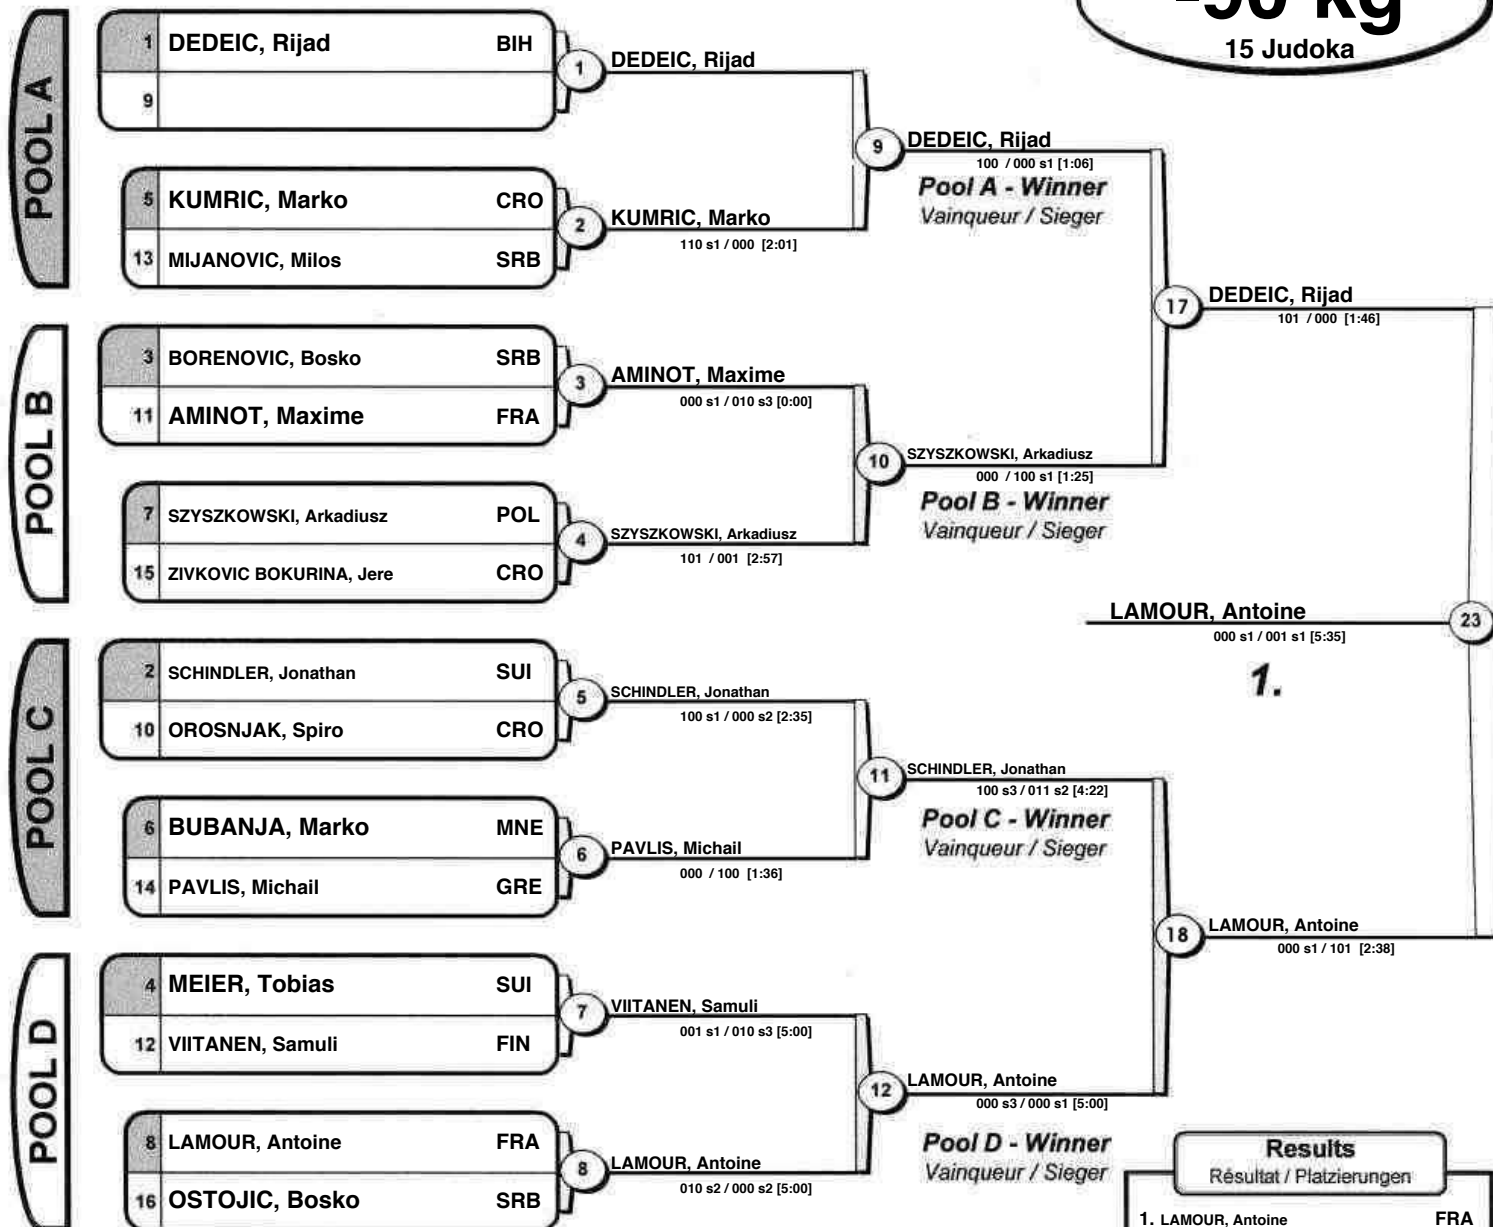 -90 kg
15 Judoka
POOL A
1 DEDEIC, Rijad BIH
9
1 DEDEIC, Rijad
5 KUMRIC, Marko CRO
13 MIJANOVIC, Milos SRB
2 KUMRIC, Marko
110 s1 / 000 [2:01]
9 DEDEIC, Rijad
100 / 000 s1 [1:06]
Pool A - Winner
Vainqueur / Sieger
POOL B
3 BORENOVIC, Bosko SRB
11 AMINOT, Maxime FRA
3 AMINOT, Maxime
000 s1 / 010 s3 [0:00]
7 SZYSZKOWSKI, Arkadiusz POL
15 ZIVKOVIC BOKURINA, Jere CRO
4 SZYSZKOWSKI, Arkadiusz
101 / 001 [2:57]
10 SZYSZKOWSKI, Arkadiusz
000 / 100 s1 [1:25]
Pool B - Winner
Vainqueur / Sieger
17 DEDEIC, Rijad
101 / 000 [1:46]
POOL C
2 SCHINDLER, Jonathan SUI
10 OROSNJAK, Spiro CRO
5 SCHINDLER, Jonathan
100 s1 / 000 s2 [2:35]
6 BUBANJA, Marko MNE
14 PAVLIS, Michail GRE
6 PAVLIS, Michail
000 / 100 [1:36]
11 SCHINDLER, Jonathan
100 s3 / 011 s2 [4:22]
Pool C - Winner
Vainqueur / Sieger
POOL D
4 MEIER, Tobias SUI
12 VIITANEN, Samuli FIN
7 VIITANEN, Samuli
001 s1 / 010 s3 [5:00]
8 LAMOUR, Antoine FRA
16 OSTOJIC, Bosko SRB
8 LAMOUR, Antoine
010 s2 / 000 s2 [5:00]
12 LAMOUR, Antoine
000 s3 / 000 s1 [5:00]
Pool D - Winner
Vainqueur / Sieger
18 LAMOUR, Antoine
000 s1 / 101 [2:38]
LAMOUR, Antoine 23
000 s1 / 001 s1 [5:35]
1.
Results
Résultat / Platzierungen
1. LAMOUR, Antoine FRA